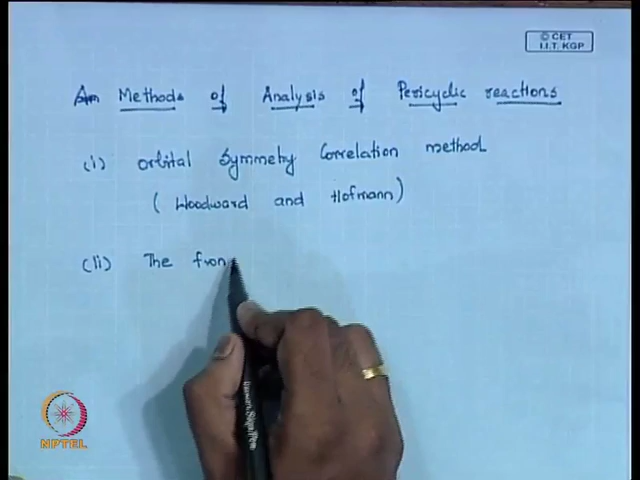 © CET
I.I.T. KGP
Methods of Analysis of Pericyclic reactions
(i) orbital Symmetry Correlation method
( Woodward and Hofmann)
(ii) The fron
NPTEL